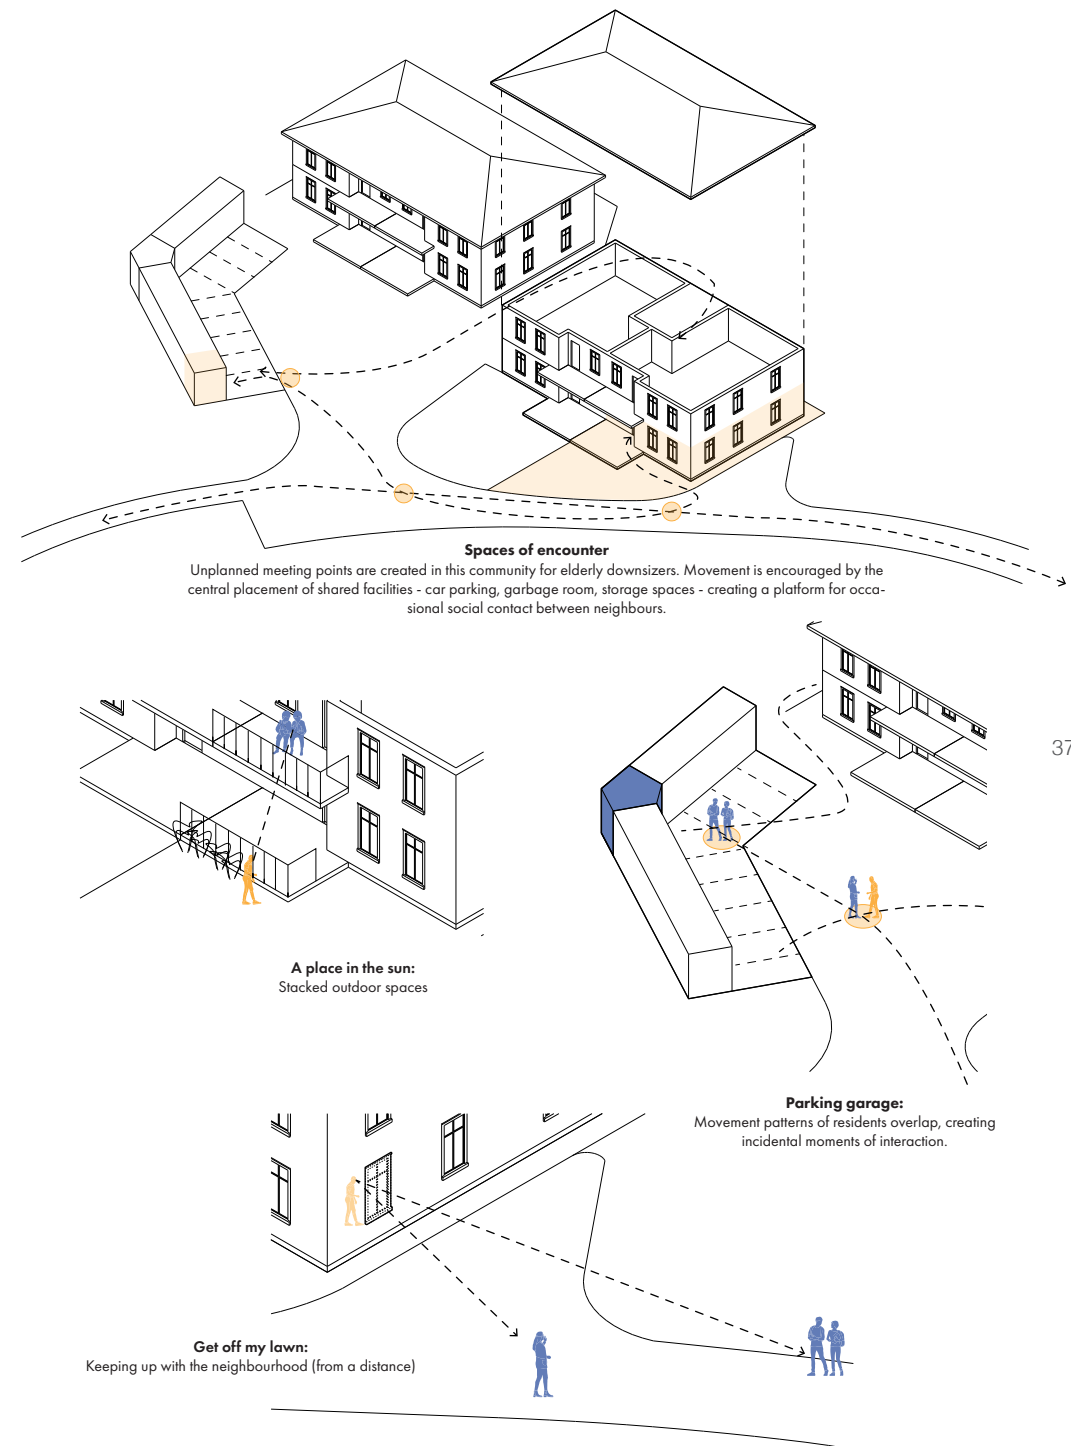 Spaces of encounter
Unplanned meeting points are created in this community for elderly downsizers. Movement is encouraged by the
central placement of shared facilities - car parking, garbage room, storage spaces - creating a platform for occa-
sional social contact between neighbours.
37
A place in the sun:
Stacked outdoor spaces
Parking garage:
Movement patterns of residents overlap, creating
incidental moments of interaction.
Get off my lawn:
Keeping up with the neighbourhood (from a distance)